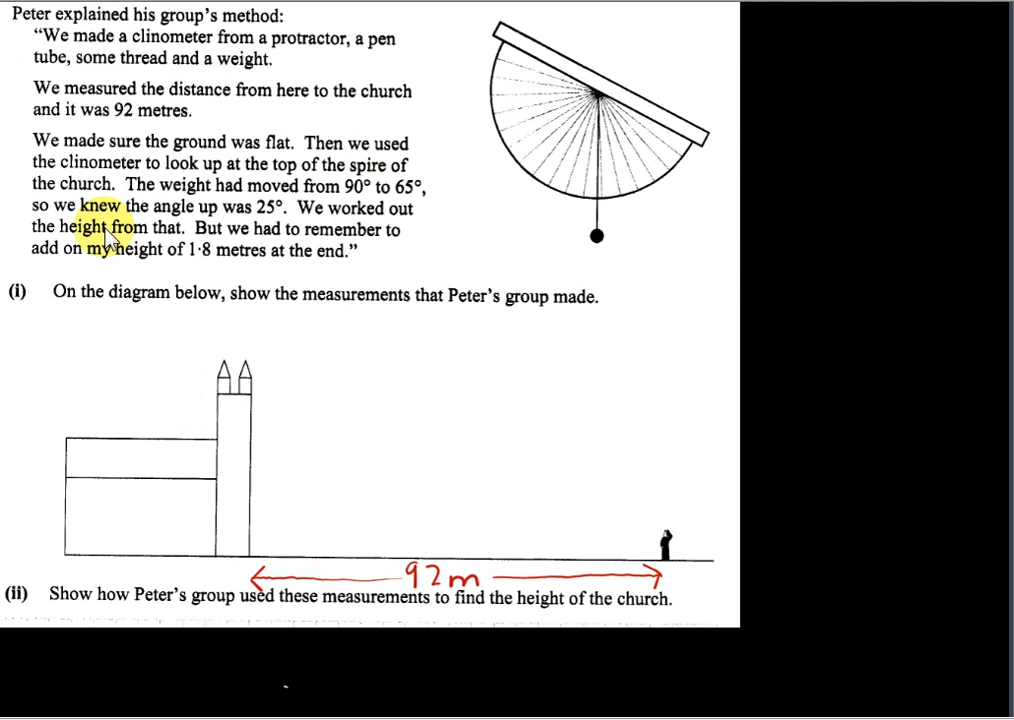 Peter explained his group's method:
“We made a clinometer from a protractor, a pen
tube, some thread and a weight.
We measured the distance from here to the church
and it was 92 metres.
We made sure the ground was flat. Then we used
the clinometer to look up at the top of the spire of
the church. The weight had moved from 90° to 65°,
so we knew the angle up was 25°. We worked out
the height from that. But we had to remember to
add on my height of 1·8 metres at the end.”
(i) On the diagram below, show the measurements that Peter's group made.
92m
(ii) Show how Peter's group used these measurements to find the height of the church.